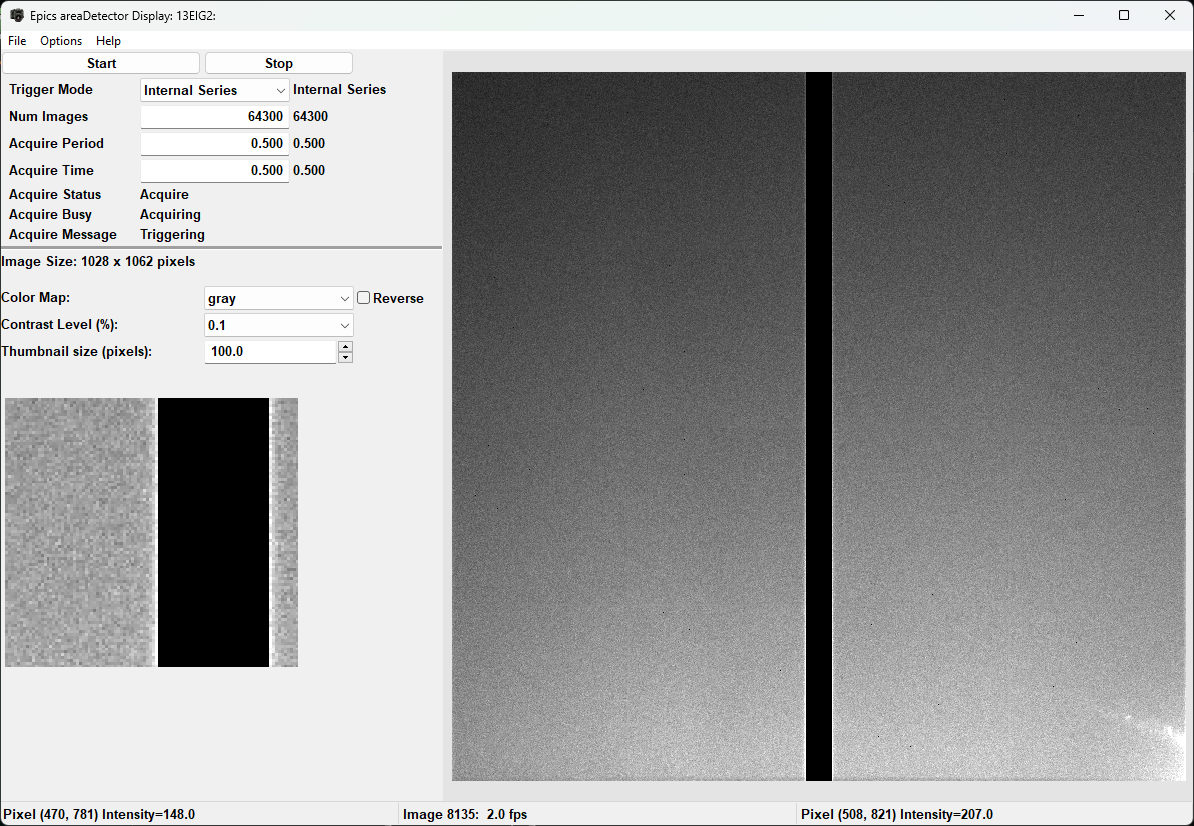 Epics areaDetector Display: 13EIG2:
File Options Help
Start Stop
Trigger Mode Internal Series Internal Series
Num Images 64300 64300
Acquire Period 0.500 0.500
Acquire Time 0.500 0.500
Acquire Status Acquire
Acquire Busy Acquiring
Acquire Message Triggering
Image Size: 1028 x 1062 pixels
Color Map: gray Reverse
Contrast Level (%): 0.1
Thumbnail size (pixels): 100.0
Pixel (470, 781) Intensity=148.0 Image 8135: 2.0 fps Pixel (508, 821) Intensity=207.0